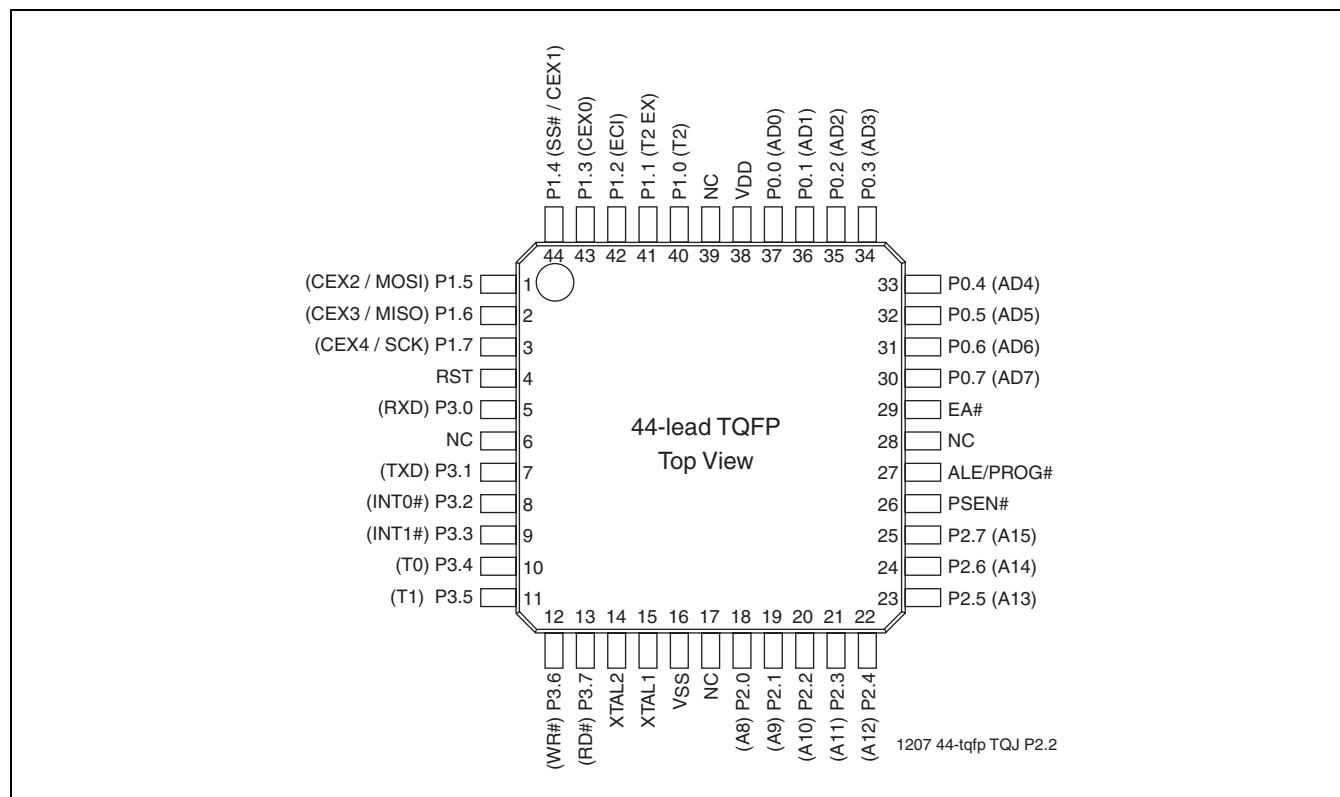 P1.4 (SS# / CEX1)
P1.3 (CEX0)
P1.2 (ECI)
P1.1 (T2 EX)
P1.0 (T2)
NC
VDD
P0.0 (AD0)
P0.1 (AD1)
P0.2 (AD2)
P0.3 (AD3)
44 43 42 41 40 39 38 37 36 35 34
(CEX2 / MOSI) P1.5 1
(CEX3 / MISO) P1.6 2
(CEX4 / SCK) P1.7 3
RST 4
(RXD) P3.0 5
NC 6
(TXD) P3.1 7
(INT0#) P3.2 8
(INT1#) P3.3 9
(T0) P3.4 10
(T1) P3.5 11
44-lead TQFP
Top View
33 P0.4 (AD4)
32 P0.5 (AD5)
31 P0.6 (AD6)
30 P0.7 (AD7)
29 EA#
28 NC
27 ALE/PROG#
26 PSEN#
25 P2.7 (A15)
24 P2.6 (A14)
23 P2.5 (A13)
12 13 14 15 16 17 18 19 20 21 22
(WR#) P3.6
(RD#) P3.7
XTAL2
XTAL1
VSS
NC
(A8) P2.0
(A9) P2.1
(A10) P2.2
(A11) P2.3
(A12) P2.4
1207 44-tqfp TQJ P2.2